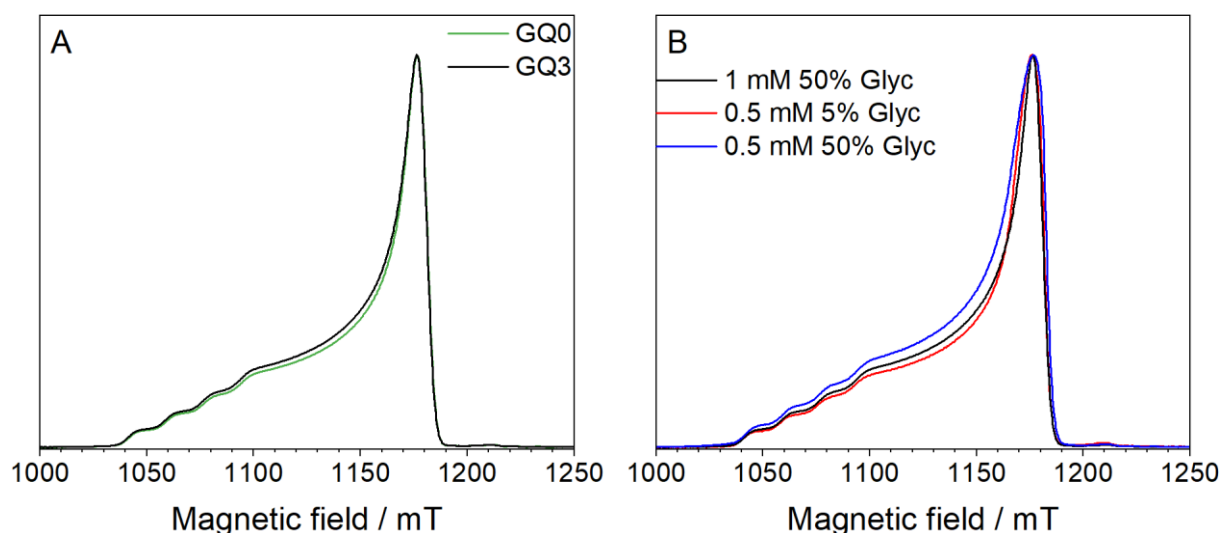 A
GQ0
GQ3
1000 1050 1100 1150 1200 1250
Magnetic field / mT
B
1 mM 50% Glyc
0.5 mM 5% Glyc
0.5 mM 50% Glyc
1000 1050 1100 1150 1200 1250
Magnetic field / mT